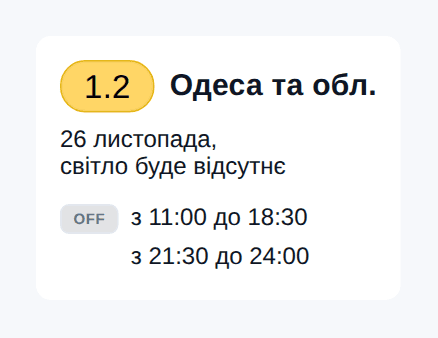 1.2 Одеса та обл.
26 листопада,
світло буде відсутнє
OFF з 11:00 до 18:30
з 21:30 до 24:00